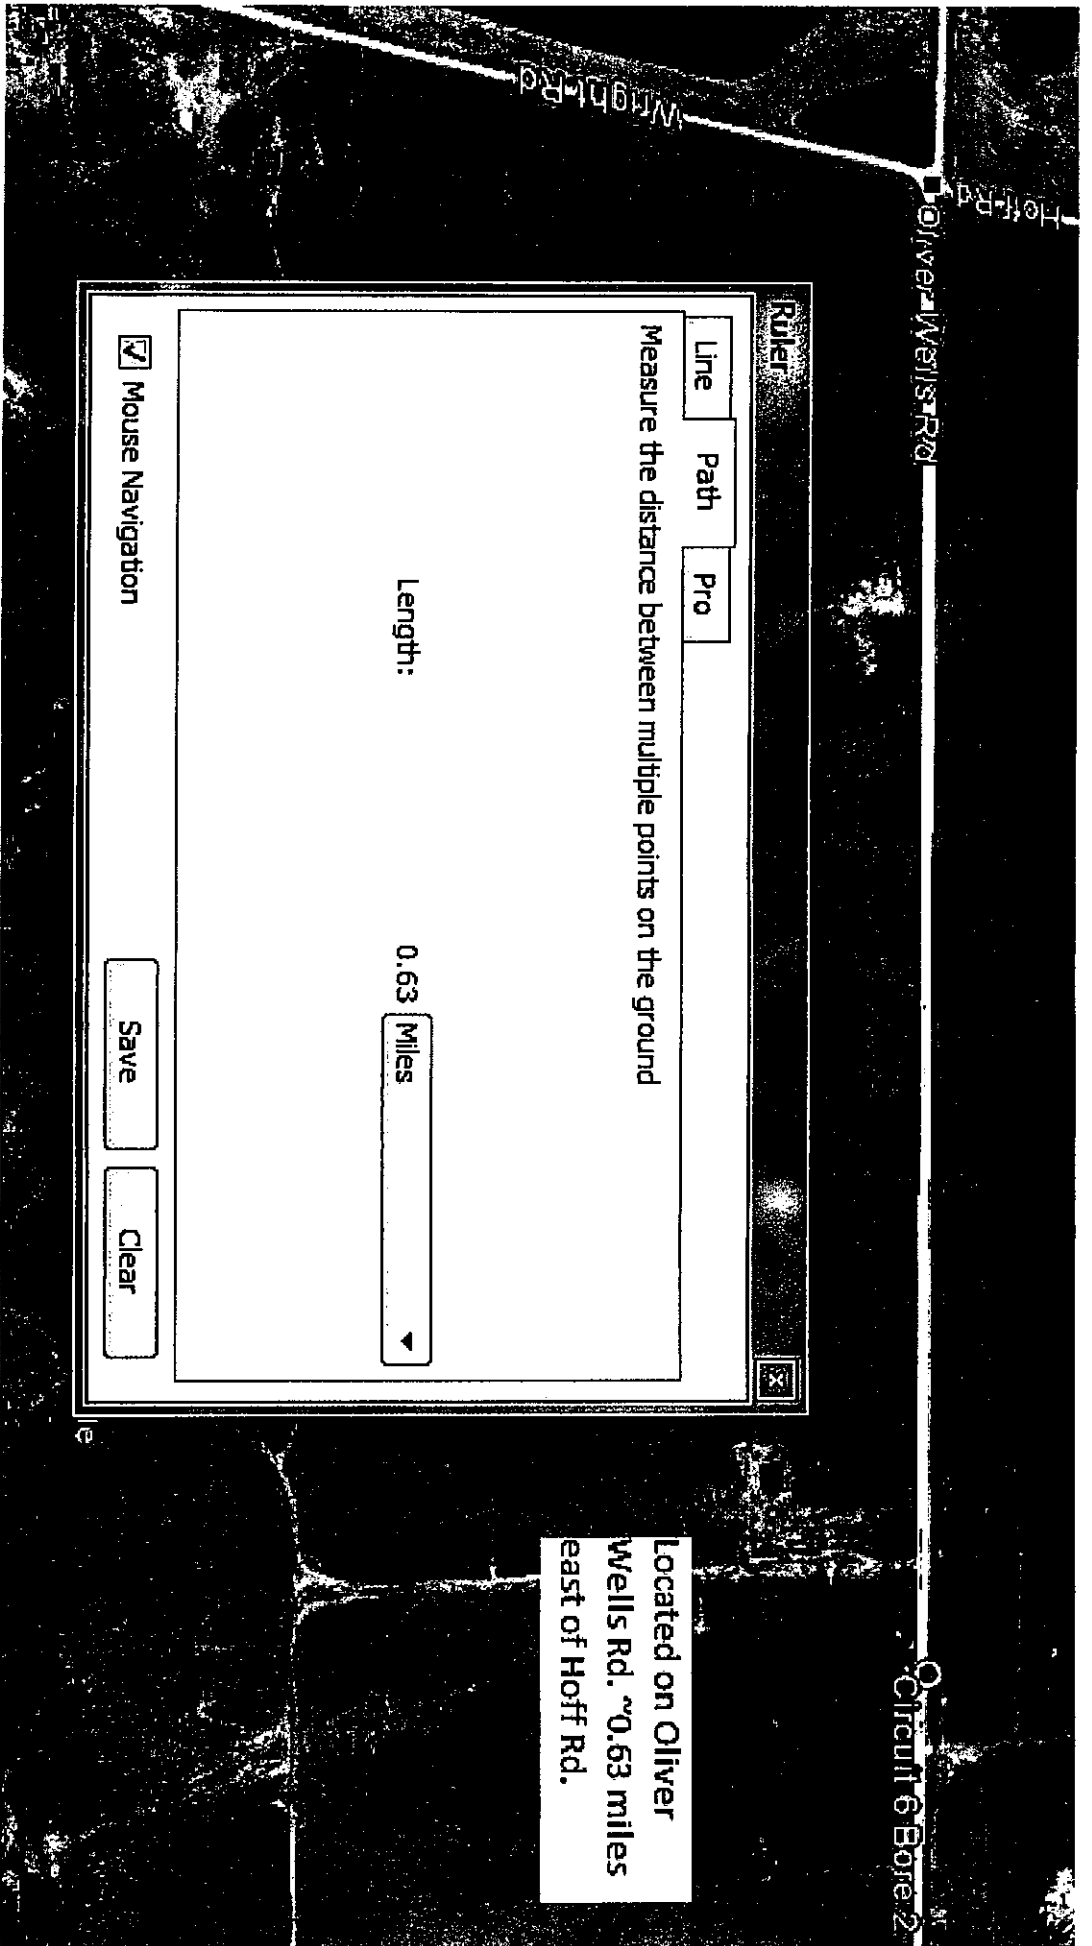 Hoff Rd
Oliver Wells Rd
Wright Rd
Circuit 6 Bore 2
Ruler
Line
Path
Pro
Measure the distance between multiple points on the ground
Length:
0.63 Miles
Mouse Navigation
Save
Clear
le
Located on Oliver
Wells Rd. ~0.63 miles
east of Hoff Rd.